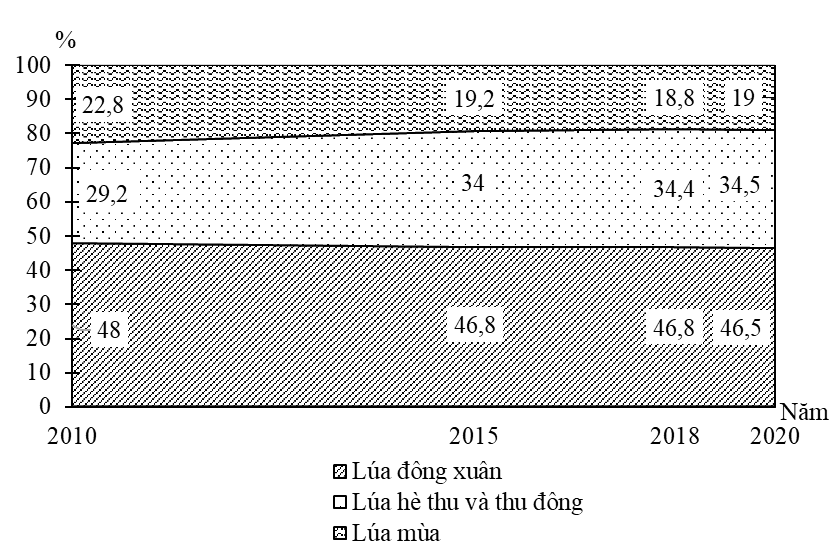 %
100
90
80
70
60
50
40
30
20
10
0
22,8 19,2 18,8 19
29,2 34 34,4 34,5
48 46,8 46,8 46,5
Năm
2010 2015 2018 2020
Lúa đông xuân
Lúa hè thu và thu đông
Lúa mùa